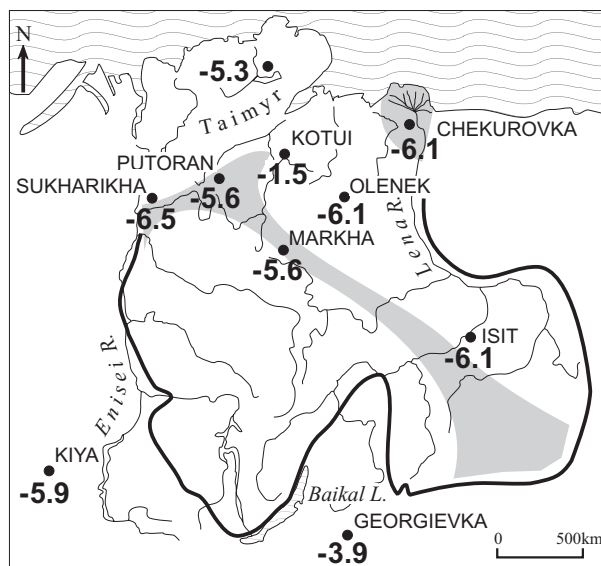 N
-5.3
Taimyr
CHEKUROVKA
-6.1
KOTUI
-1.5
PUTORAN
-5.6
SUKHARIKHA
-6.5
OLENEK
-6.1
MARKHA
-5.6
Lena R.
ISIT
-6.1
Enisei R.
KIYA
-5.9
Baikal L.
GEORGIEVKA
-3.9
0 500km